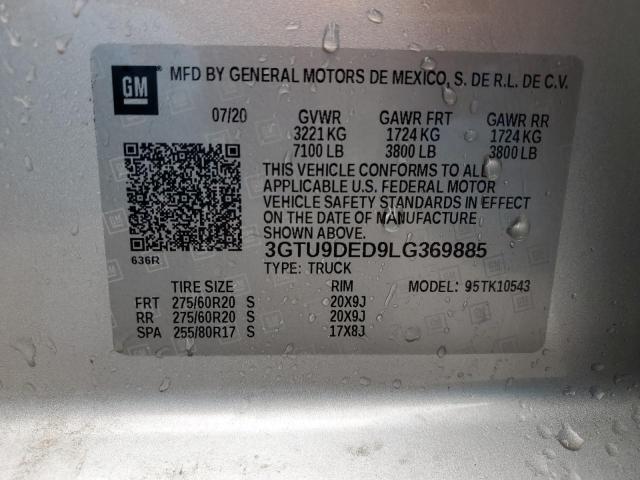 GM MFD BY GENERAL MOTORS DE MEXICO, S. DE R.L. DE C.V.
07/20 GVWR GAWR FRT GAWR RR
3221 KG 1724 KG 1724 KG
7100 LB 3800 LB 3800 LB
THIS VEHICLE CONFORMS TO ALL
APPLICABLE U.S. FEDERAL MOTOR
VEHICLE SAFETY STANDARDS IN EFFECT
ON THE DATE OF MANUFACTURE
SHOWN ABOVE.
3GTU9DED9LG369885
636R TYPE: TRUCK
TIRE SIZE RIM MODEL: 95TK10543
FRT 275/60R20 S 20X9J
RR 275/60R20 S 20X9J
SPA 255/80R17 S 17X8J